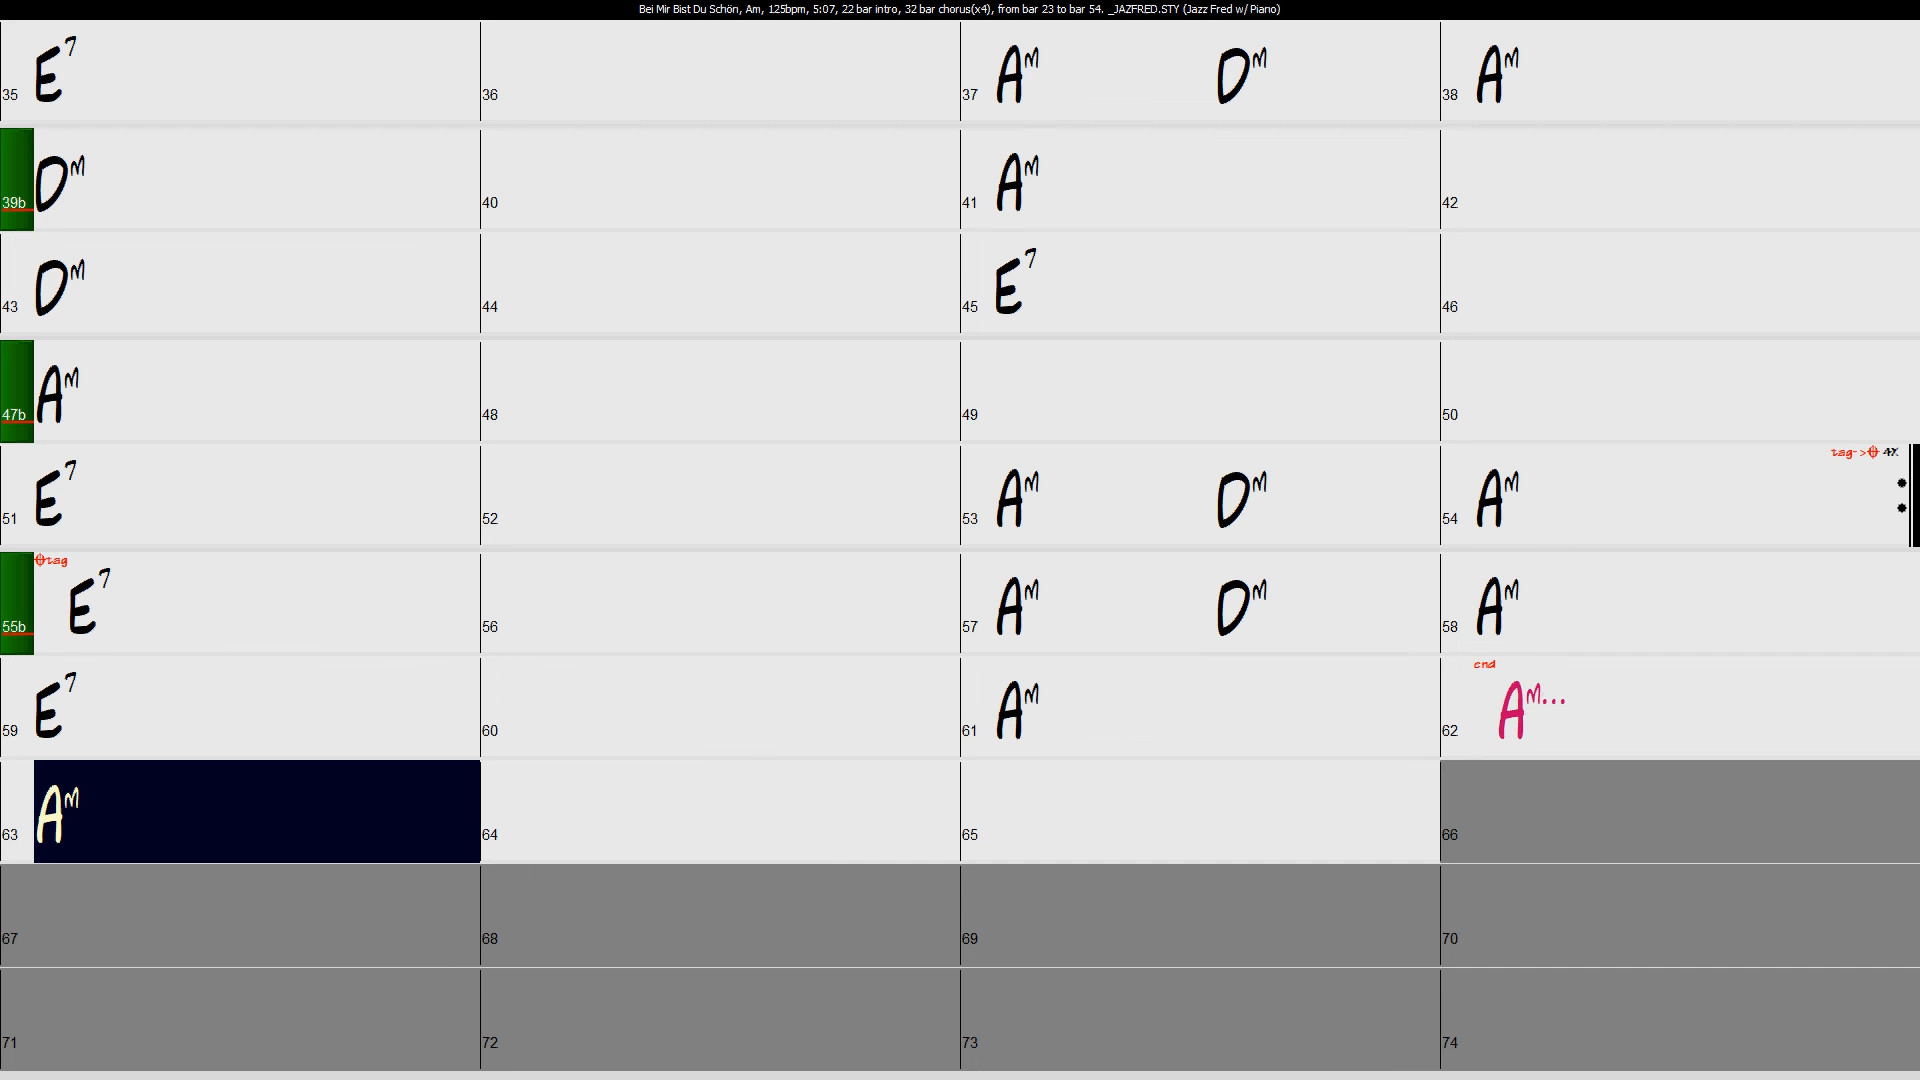 Bei Mir Bist Du Schön, Am, 125bpm, 5:07, 22 bar intro, 32 bar chorus(x4), from bar 23 to bar 54. _JAZFRED.STY (Jazz Fred w/ Piano)
35 E7 36 37 Am Dm 38 Am
39b Dm 40 41 Am 42
43 Dm 44 45 E7 46
47b Am 48 49 50
tag-> 4x
51 E7 52 53 Am Dm 54 Am
tag
55b E7 56 57 Am Dm 58 Am
end
59 E7 60 61 Am 62 Am...
63 Am 64 65 66
67 68 69 70
71 72 73 74